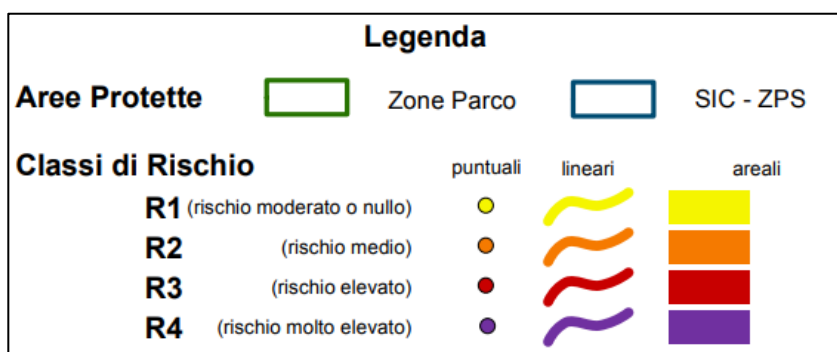 Legenda
Aree Protette Zone Parco SIC - ZPS
Classi di Rischio puntuali lineari areali
R1 (rischio moderato o nullo)
R2 (rischio medio)
R3 (rischio elevato)
R4 (rischio molto elevato)